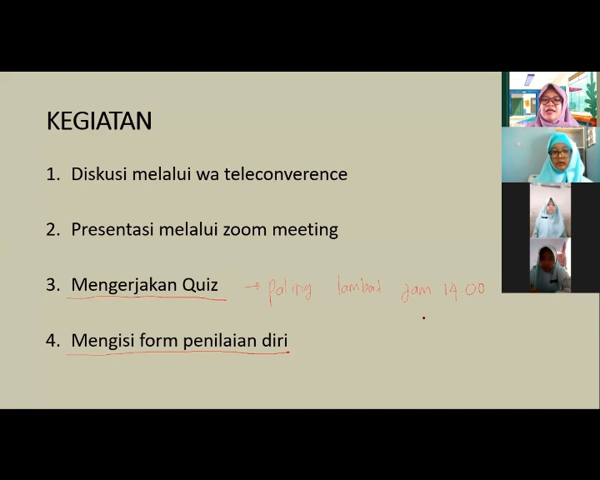 KEGIATAN
1. Diskusi melalui wa teleconverence
2. Presentasi melalui zoom meeting
3. Mengerjakan Quiz → paling lambat jam 14.00
4. Mengisi form penilaian diri